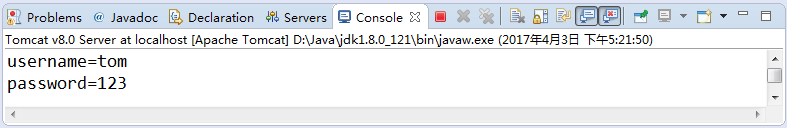 Problems @ Javadoc Declaration Servers Console
Tomcat v8.0 Server at localhost [Apache Tomcat] D:\Java\jdk1.8.0_121\bin\javaw.exe (2017年4月3日 下午5:21:50)
username=tom
password=123